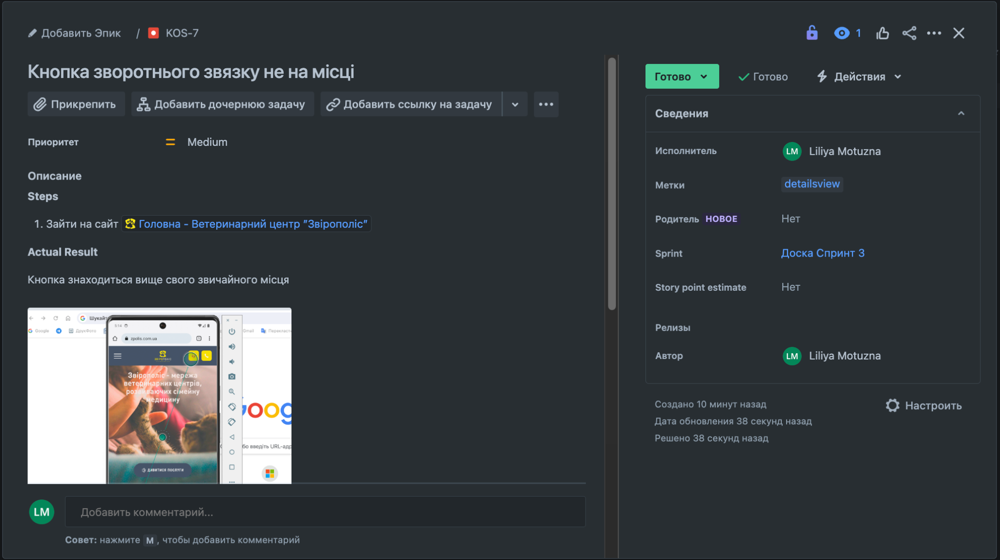 Добавить Эпик / KOS-7
1
Кнопка зворотнього звязку не на місці
Прикрепить
Добавить дочернюю задачу
Добавить ссылку на задачу
Приоритет
Medium
Описание
Steps
1. Зайти на сайт Головна - Ветеринарний центр "Звірополіс"
Actual Result
Кнопка знаходиться вище свого звичайного місця
Шукайт
Google
ДрукФото
Gmail
Перекласти
5:14
zpolis.com.ua
ЗВІРОПОЛІС
Звірополіс - мережа
ветеринарних центрів,
розвиваючих сімейну
медицину
Goog
бо введіть URL-адр
ДИВИТИСЯ ПОСЛУГИ
LM
Добавить комментарий...
Совет: нажмите M, чтобы добавить комментарий
Готово
Готово
Действия
Сведения
Исполнитель
LM Liliya Motuzna
Метки
detailsview
Родитель НОВОЕ
Нет
Sprint
Доска Спринт 3
Story point estimate
Нет
Релизы
Автор
LM Liliya Motuzna
Создано 10 минут назад
Настроить
Дата обновления 38 секунд назад
Решено 38 секунд назад